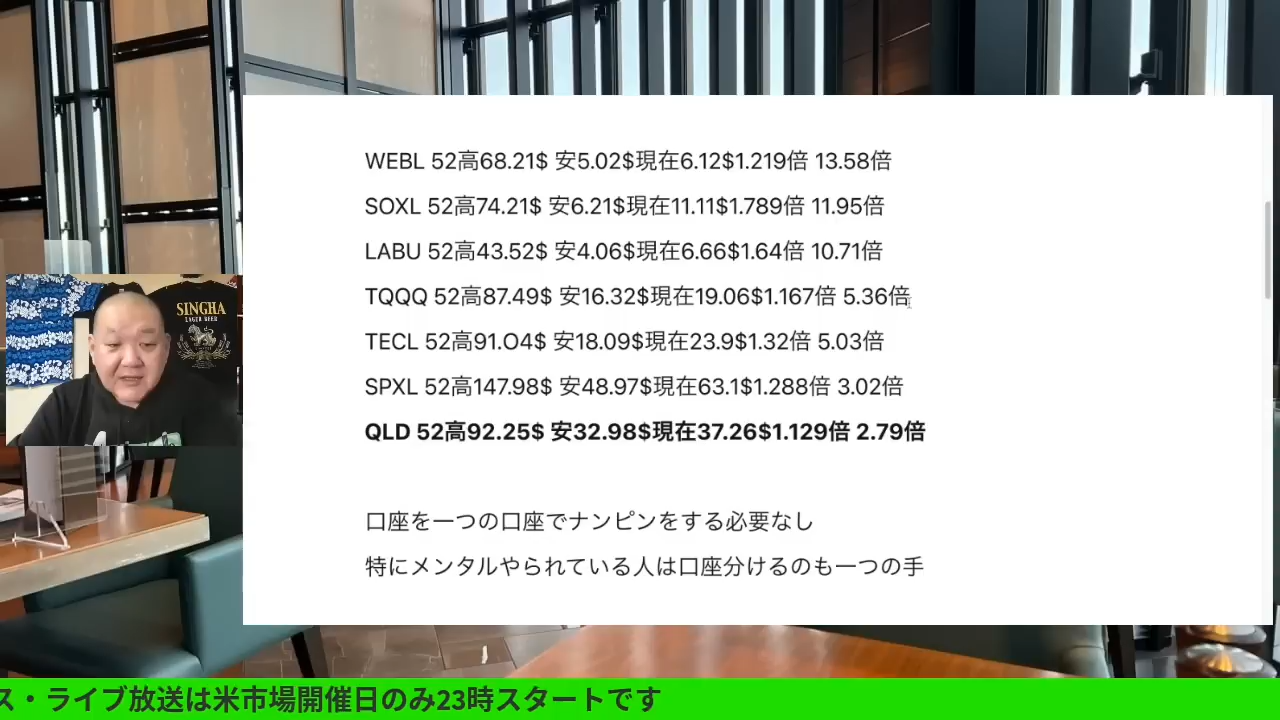 WEBL 52高68.21$ 安5.02$現在6.12$1.219倍 13.58倍
SOXL 52高74.21$ 安6.21$現在11.11$1.789倍 11.95倍
LABU 52高43.52$ 安4.06$現在6.66$1.64倍 10.71倍
TQQQ 52高87.49$ 安16.32$現在19.06$1.167倍 5.36倍
TECL 52高91.O4$ 安18.09$現在23.9$1.32倍 5.03倍
SPXL 52高147.98$ 安48.97$現在63.1$1.288倍 3.02倍
QLD 52高92.25$ 安32.98$現在37.26$1.129倍 2.79倍
口座を一つの口座でナンピンをする必要なし
特にメンタルやられている人は口座分けるのも一つの手
SINGHA
LAGER BEER
ス・ライブ放送は米市場開催日のみ23時スタートです